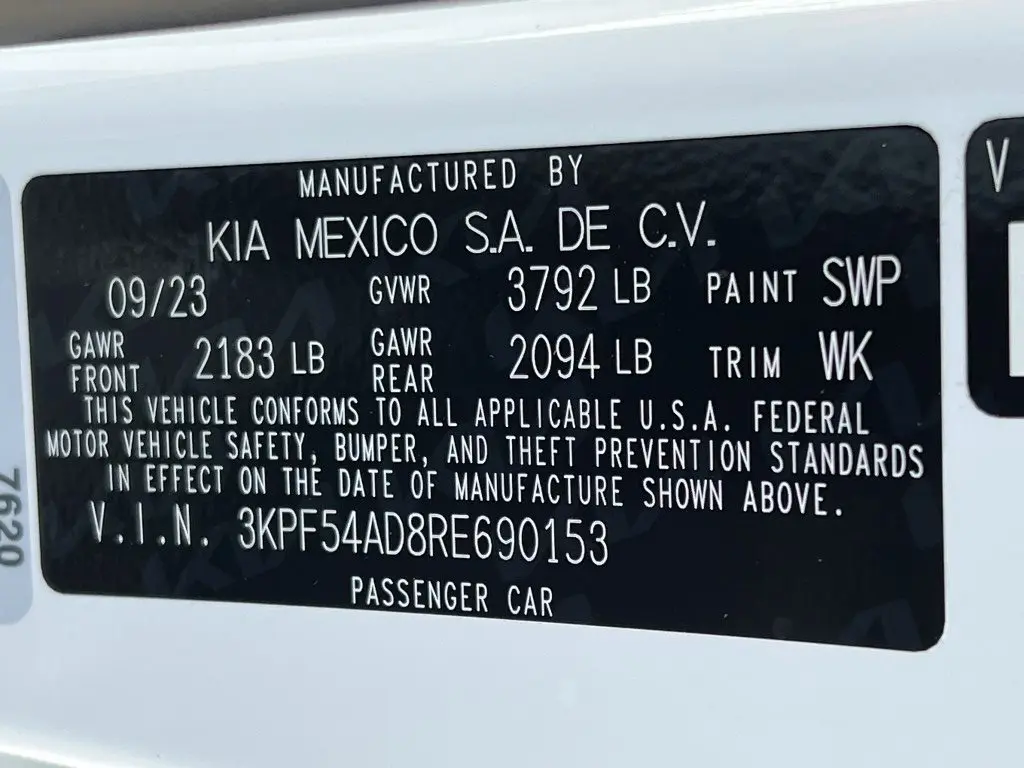 MANUFACTURED BY
KIA MEXICO S.A. DE C.V.
09/23 GVWR 3792 LB PAINT SWP
GAWR FRONT 2183 LB GAWR REAR 2094 LB TRIM WK
THIS VEHICLE CONFORMS TO ALL APPLICABLE U.S.A. FEDERAL
MOTOR VEHICLE SAFETY, BUMPER, AND THEFT PREVENTION STANDARDS
IN EFFECT ON THE DATE OF MANUFACTURE SHOWN ABOVE.
V.I.N. 3KPF54AD8RE690153
PASSENGER CAR
7620
V